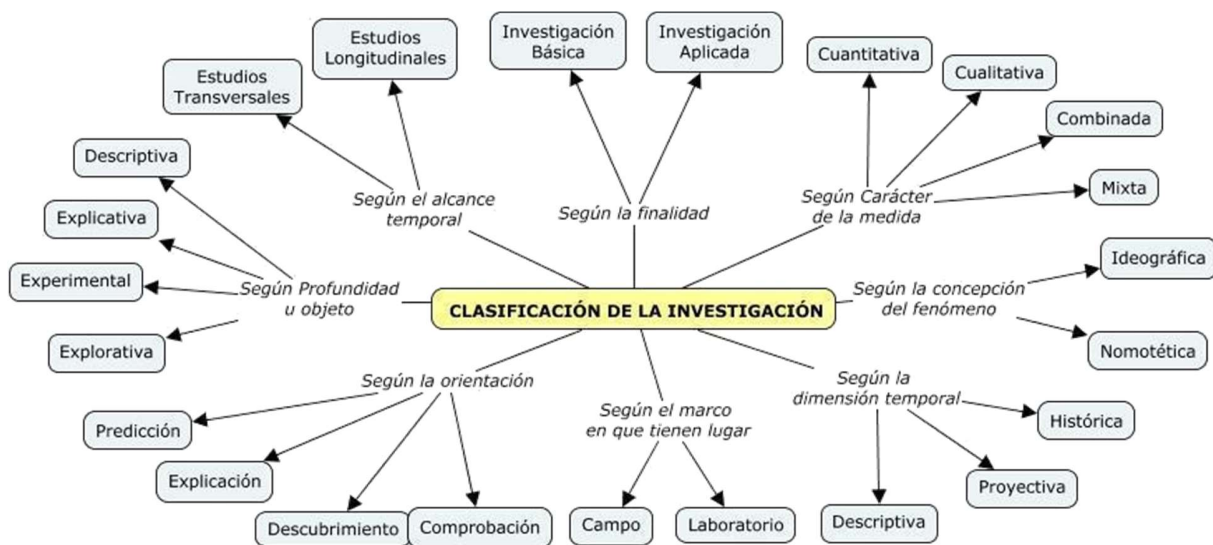 Estudios
Longitudinales
Investigación
Básica
Investigación
Aplicada
Cuantitativa
Cualitativa
Estudios
Transversales
Combinada
Descriptiva
Mixta
Según el alcance
temporal
Según la finalidad
Según Carácter
de la medida
Explicativa
Ideográfica
Experimental
Según Profundidad
u objeto
CLASIFICACIÓN DE LA INVESTIGACIÓN
Según la concepción
del fenómeno
Explorativa
Nomotética
Según la orientación
Según el marco
en que tienen lugar
Según la
dimensión temporal
Histórica
Predicción
Explicación
Proyectiva
Descubrimiento
Comprobación
Campo
Laboratorio
Descriptiva